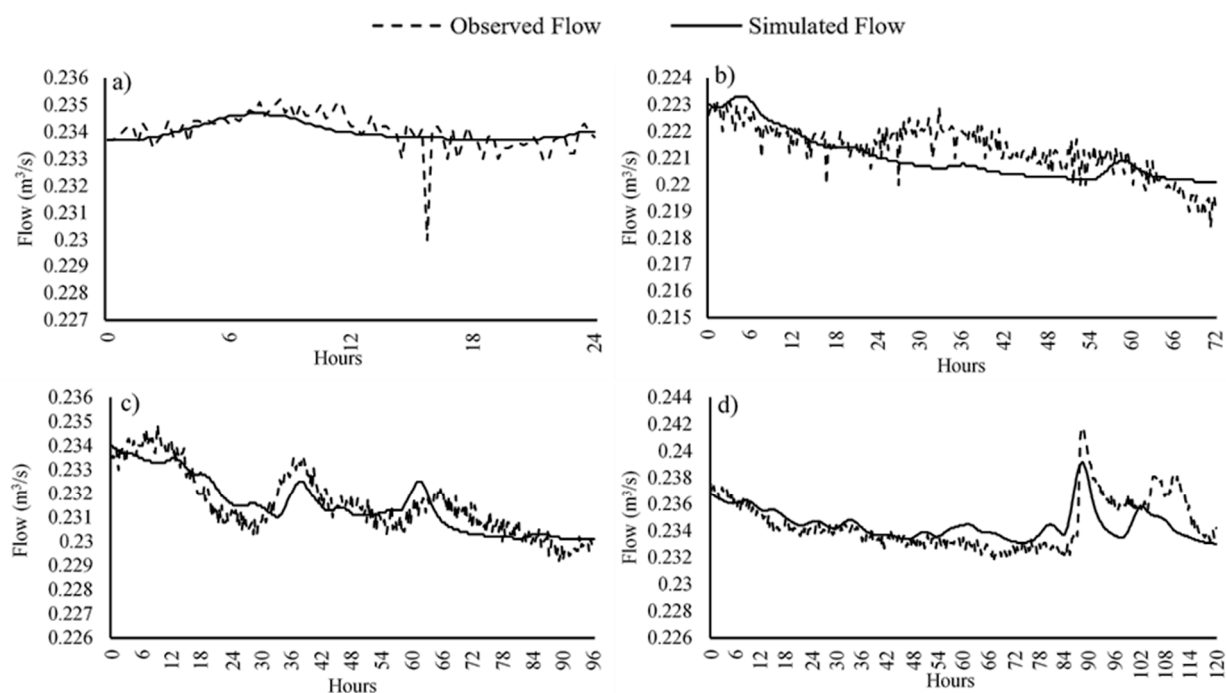 Observed Flow Simulated Flow
a)
Flow (m³/s)
0.236
0.235
0.234
0.233
0.232
0.231
0.23
0.229
0.228
0.227
0 6 12 18 24
Hours
b)
Flow (m³/s)
0.224
0.223
0.222
0.221
0.22
0.219
0.218
0.217
0.216
0.215
0 6 12 18 24 30 36 42 48 54 60 66 72
Hours
c)
Flow (m³/s)
0.236
0.235
0.234
0.233
0.232
0.231
0.23
0.229
0.228
0.227
0.226
0 6 12 18 24 30 36 42 48 54 60 66 72 78 84 90 96
Hours
d)
Flow (m³/s)
0.244
0.242
0.24
0.238
0.236
0.234
0.232
0.23
0.228
0.226
0 6 12 18 24 30 36 42 48 54 60 66 72 78 84 90 96 102 108 114 120
Hours